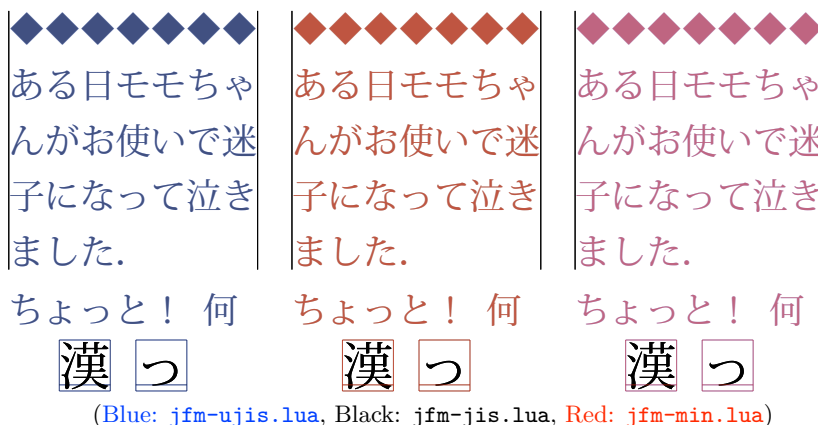 ◆◆◆◆◆◆◆
ある日モモちゃ
んがお使いで迷
子になって泣き
ました.
ちょっと！ 何
漢 っ
◆◆◆◆◆◆◆
ある日モモちゃ
んがお使いで迷
子になって泣き
ました.
ちょっと！ 何
漢 っ
◆◆◆◆◆◆◆
ある日モモちゃ
んがお使いで迷
子になって泣き
ました.
ちょっと！ 何
漢 っ
(Blue: jfm-ujis.lua, Black: jfm-jis.lua, Red: jfm-min.lua)